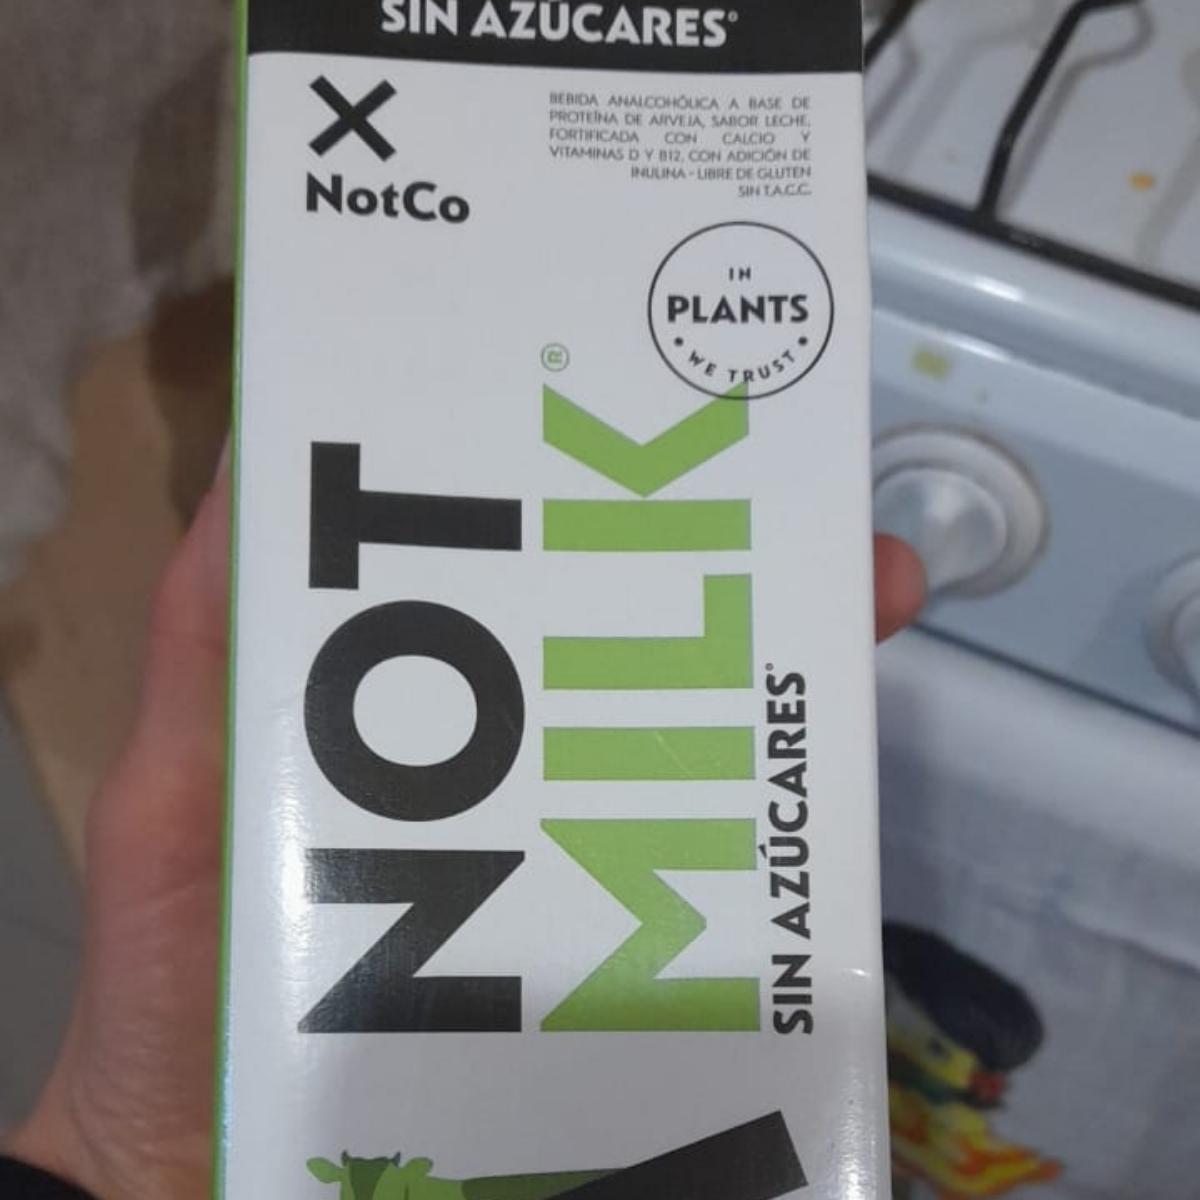 SIN AZÚCARES°
NotCo
BEBIDA ANALCOHÓLICA A BASE DE
PROTEÍNA DE ARVEJA, SABOR LECHE,
FORTIFICADA CON CALCIO Y
VITAMINAS D Y B12, CON ADICIÓN DE
INULINA - LIBRE DE GLUTEN
SIN T.A.C.C.
IN
PLANTS
• WE TRUST •
NOT
MILK®
SIN AZÚCARES°